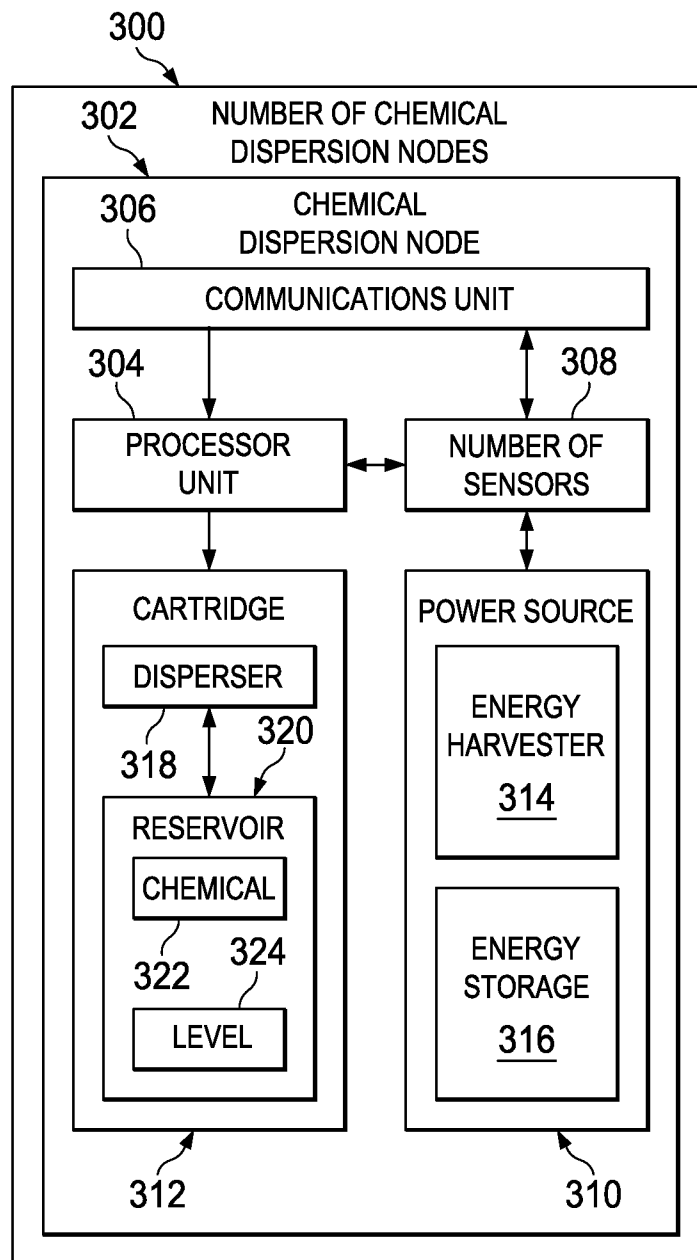 300
NUMBER OF CHEMICAL
DISPERSION NODES
302
CHEMICAL
DISPERSION NODE
306
COMMUNICATIONS UNIT
304
308
PROCESSOR
UNIT
NUMBER OF
SENSORS
CARTRIDGE
DISPERSER
318
320
RESERVOIR
CHEMICAL
322
324
LEVEL
312
POWER SOURCE
ENERGY
HARVESTER
314
ENERGY
STORAGE
316
310